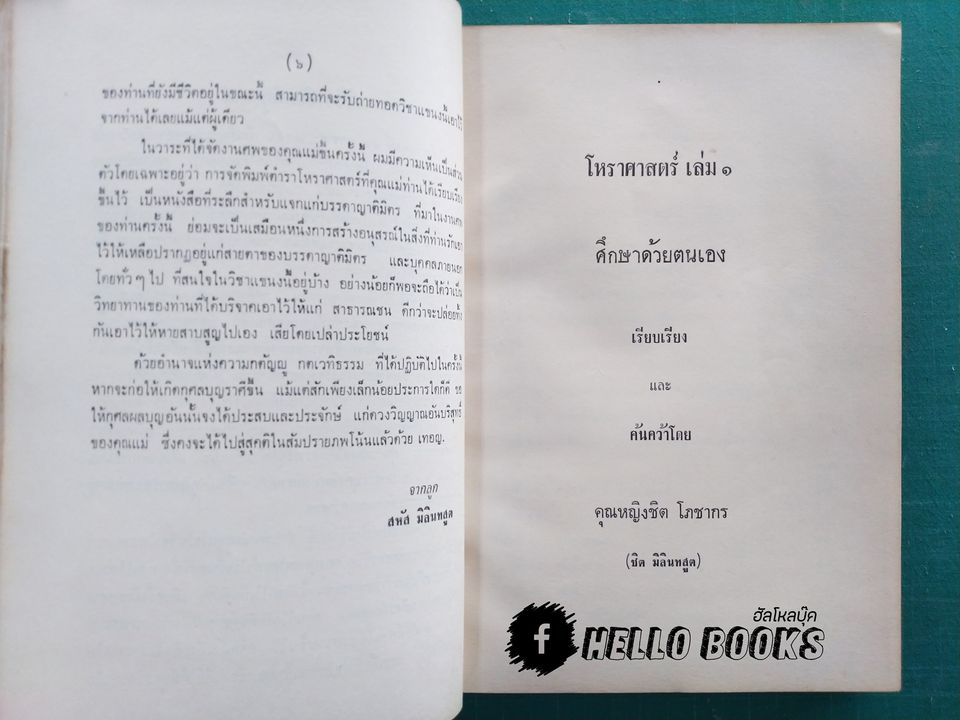 (๖)
ของท่านที่ยังมีชีวิตอยู่ในขณะนี้ สามารถที่จะรับถ่ายทอดวิชาแขนงนี้เอาไว้
จากท่านได้เลยแม้แต่ผู้เดียว
ในวาระที่ได้จัดงานศพของคุณแม่ขึ้นครั้งนี้ ผมมีความเห็นเป็นส่วน
ตัวโดยเฉพาะอยู่ว่า การจัดพิมพ์ตำราโหราศาสตร์ที่คุณแม่ท่านได้เรียบเรียง
ขึ้นไว้ เป็นหนังสือที่ระลึกสำหรับแจกแก่บรรดาญาติมิตร ที่มาในงานศพ
ของท่านครั้งนี้ ย่อมจะเป็นเสมือนหนึ่งการสร้างอนุสรณ์ในสิ่งที่ท่านรักเอา
ไว้ให้เหลือปรากฏอยู่แก่สายตาของบรรดาญาติมิตร และบุคคลภายนอก
โดยทั่วๆไป ที่สนใจในวิชาแขนงนี้อยู่บ้าง อย่างน้อยก็พอจะถือได้ว่าเป็น
วิทยาทานของท่านที่ได้บริจาคเอาไว้ให้แก่ สาธารณชน ดีกว่าจะปล่อยทิ้ง
กันเอาไว้ให้หายสาบสูญไปเอง เสียโดยเปล่าประโยชน์
ด้วยอำนาจแห่งความกตัญญู กตเวทิธรรม ที่ได้ปฏิบัติไปในครั้งนี้
หากจะก่อให้เกิดกุศลบุญราศีขึ้น แม้แต่สักเพียงเล็กน้อยประการใดก็ดี ขอ
ให้กุศลผลบุญอันนั้นจงได้ประสบและประจักษ์ แก่ดวงวิญญาณอันบริสุทธิ์
ของคุณแม่ ซึ่งคงจะได้ไปสู่สุคติในสัมปรายภพโน้นแล้วด้วย เทอญ.
จากลูก
สหัส มิลินทสูต
โหราศาสตร์ เล่ม ๑
ศึกษาด้วยตนเอง
เรียบเรียง
และ
ค้นคว้าโดย
คุณหญิงชิต โภชากร
(ชิต มิลินทสูต)
ฮัลโหลบุ๊ค
f HELLO BOOKS